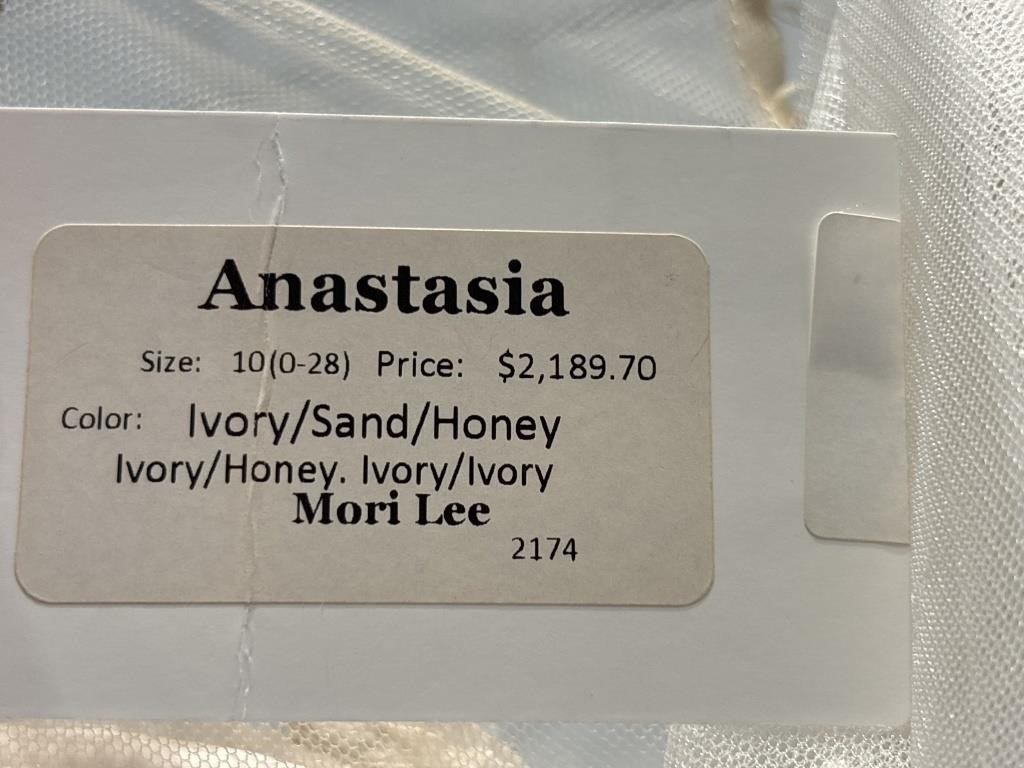 Anastasia
Size: 10(0-28) Price: $2,189.70
Color: Ivory/Sand/Honey
Ivory/Honey. Ivory/Ivory
Mori Lee
2174